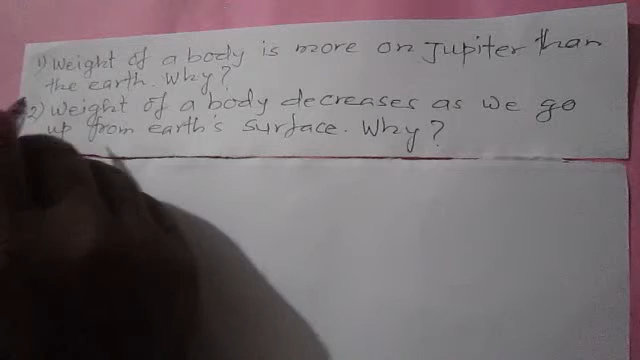 1) Weight of a body is more on Jupiter than
the earth. Why?
2) Weight of a body decreases as we go
up from earth's surface. Why?